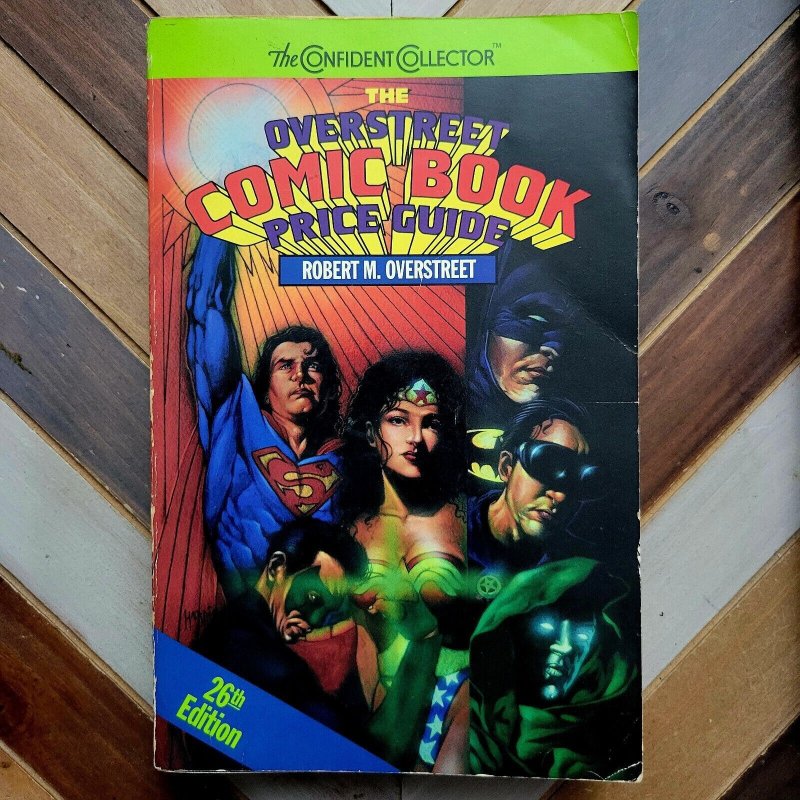 The CONFIDENT COLLECTOR™
THE
OVERSTREET
COMIC BOOK
PRICE GUIDE
ROBERT M. OVERSTREET
S
26th
Edition